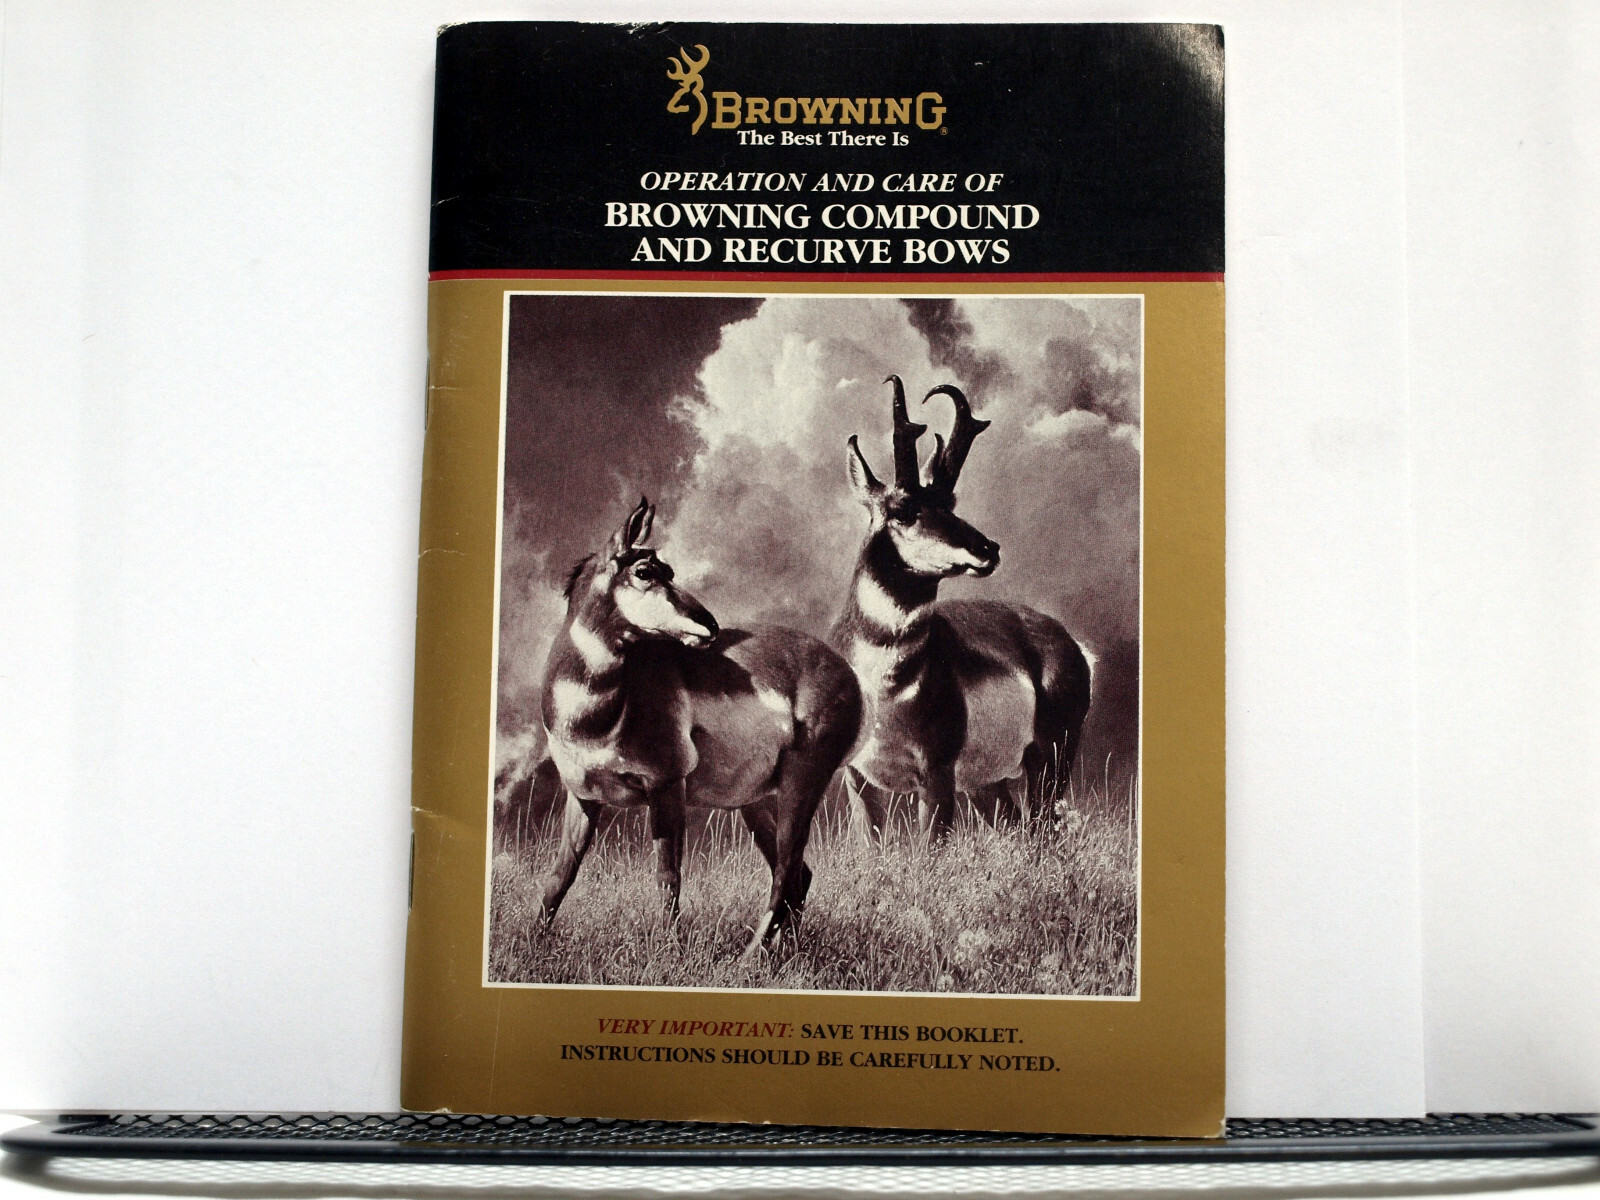 BROWNING®
The Best There Is
OPERATION AND CARE OF
BROWNING COMPOUND
AND RECURVE BOWS
VERY IMPORTANT: SAVE THIS BOOKLET.
INSTRUCTIONS SHOULD BE CAREFULLY NOTED.